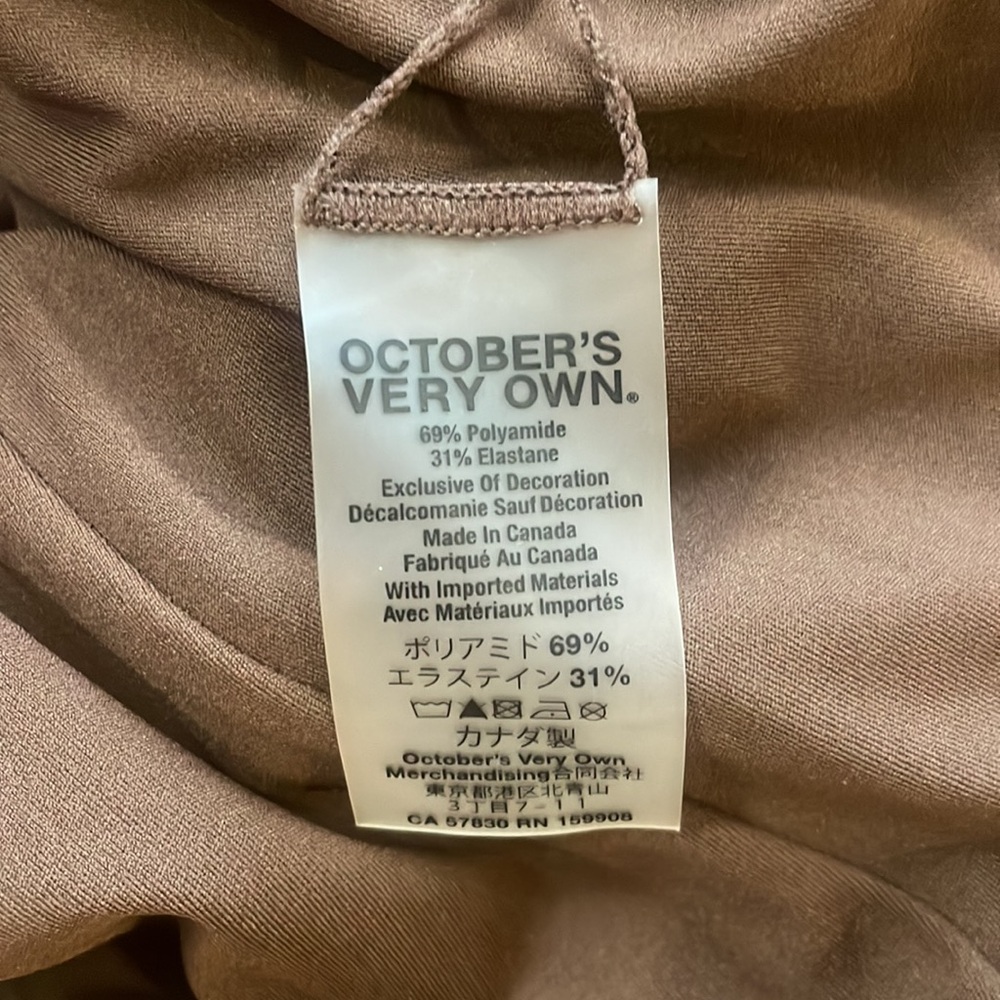 OCTOBER'S
VERY OWN®
69% Polyamide
31% Elastane
Exclusive Of Decoration
Décalcomanie Sauf Décoration
Made In Canada
Fabriqué Au Canada
With Imported Materials
Avec Matériaux Importés
ポリアミド 69%
エラステイン 31%
カナダ製
October's Very Own
Merchandising合同会社
東京都港区北青山
3丁目7-11
CA 57830 RN 159908